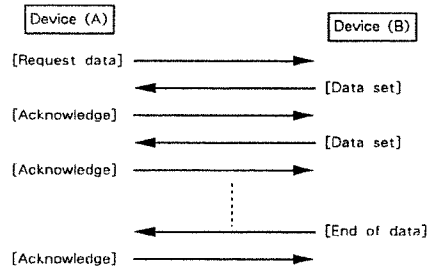 Device (A)
Device (B)
[Request data]
[Data set]
[Acknowledge]
[Data set]
[Acknowledge]
[End of data]
[Acknowledge]